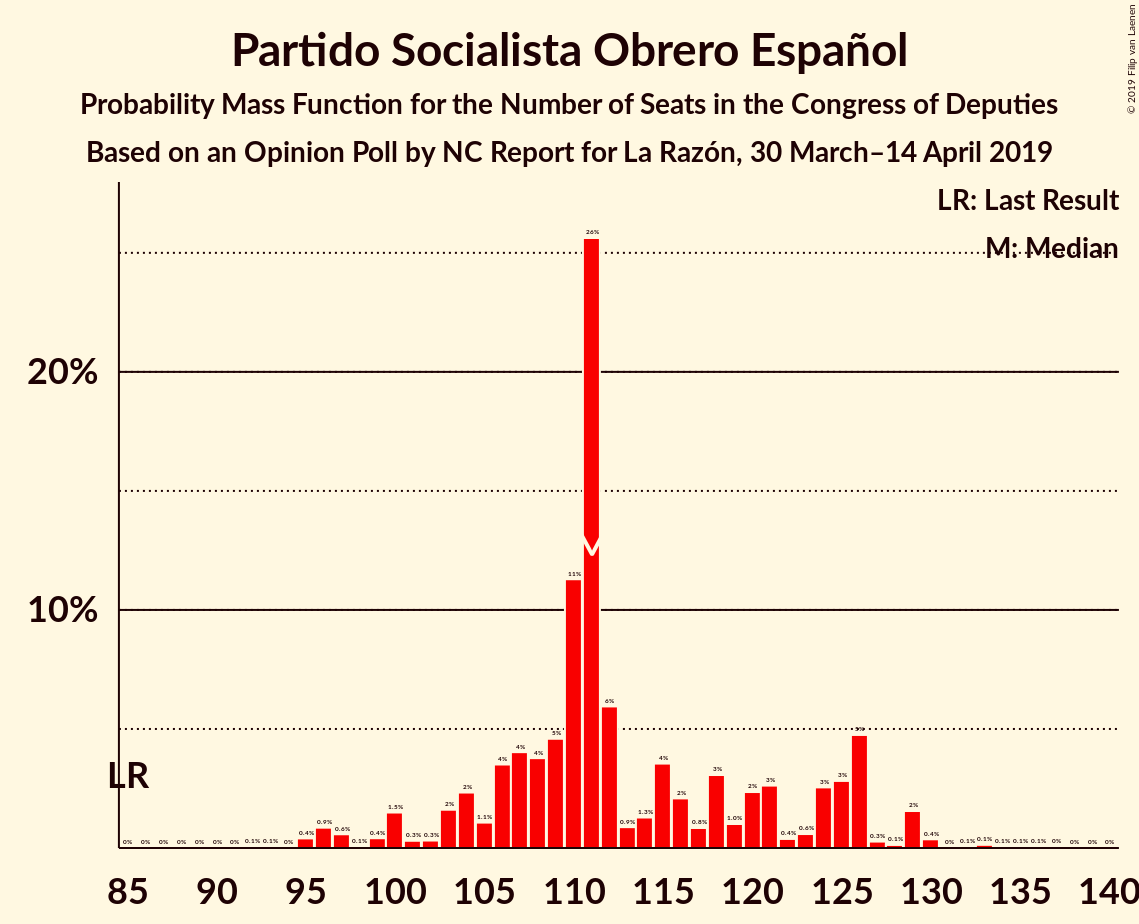 Partido Socialista Obrero Español
Probability Mass Function for the Number of Seats in the Congress of Deputies
Based on an Opinion Poll by NC Report for La Razón, 30 March–14 April 2019
© 2019 Filip van Laenen
LR: Last Result
M: Median
20%
10%
LR
M
0% 0% 0% 0% 0% 0% 0% 0.1% 0.1% 0% 0.4% 0.9% 0.6% 0.1% 0.4% 1.5% 0.3% 0.3% 2% 2% 1.1% 4% 4% 4% 5% 11% 26% 6% 0.9% 1.3% 4% 2% 0.8% 3% 1.0% 2% 3% 0.4% 0.6% 3% 3% 5% 0.3% 0.1% 2% 0.4% 0% 0.1% 0.1% 0.1% 0.1% 0.1% 0% 0% 0% 0%
85 90 95 100 105 110 115 120 125 130 135 140